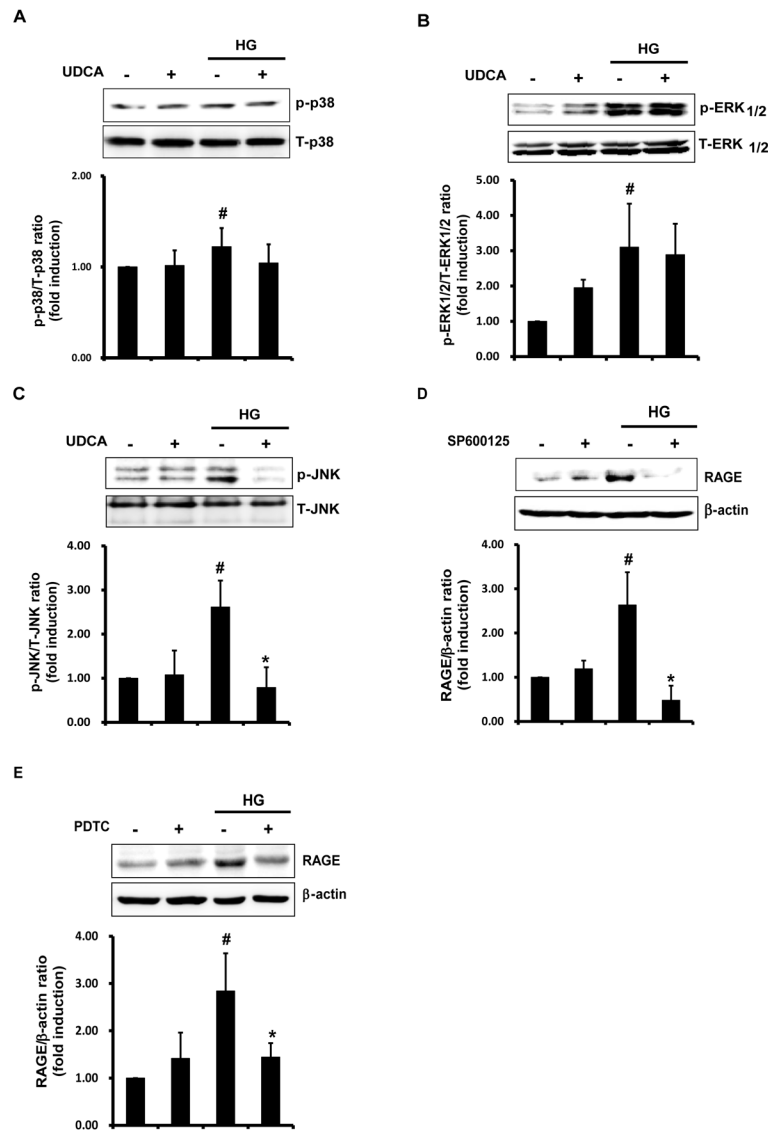 A
HG
UDCA - + - +
p-p38
T-p38
2.00
1.00
0.00
#
p-p38/T-p38 ratio
(fold induction)
B
HG
UDCA - + - +
p-ERK 1/2
T-ERK 1/2
5.00
4.00
3.00
2.00
1.00
0.00
#
p-ERK1/2/T-ERK1/2 ratio
(fold induction)
C
HG
UDCA - + - +
p-JNK
T-JNK
4.00
3.00
2.00
1.00
0.00
#
*
p-JNK/T-JNK ratio
(fold induction)
D
HG
SP600125 - + - +
RAGE
β-actin
4.00
3.00
2.00
1.00
0.00
#
*
RAGE/β-actin ratio
(fold induction)
E
HG
PDTC - + - +
RAGE
β-actin
4.00
3.00
2.00
1.00
0.00
#
*
RAGE/β-actin ratio
(fold induction)